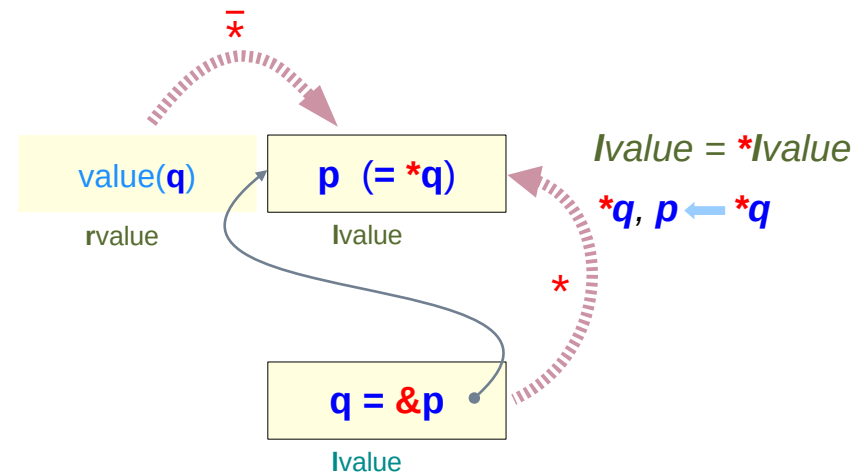 *
value(q)
p (= *q)
lvalue = *lvalue
*q, p *q
rvalue
lvalue
*
q = &p
lvalue